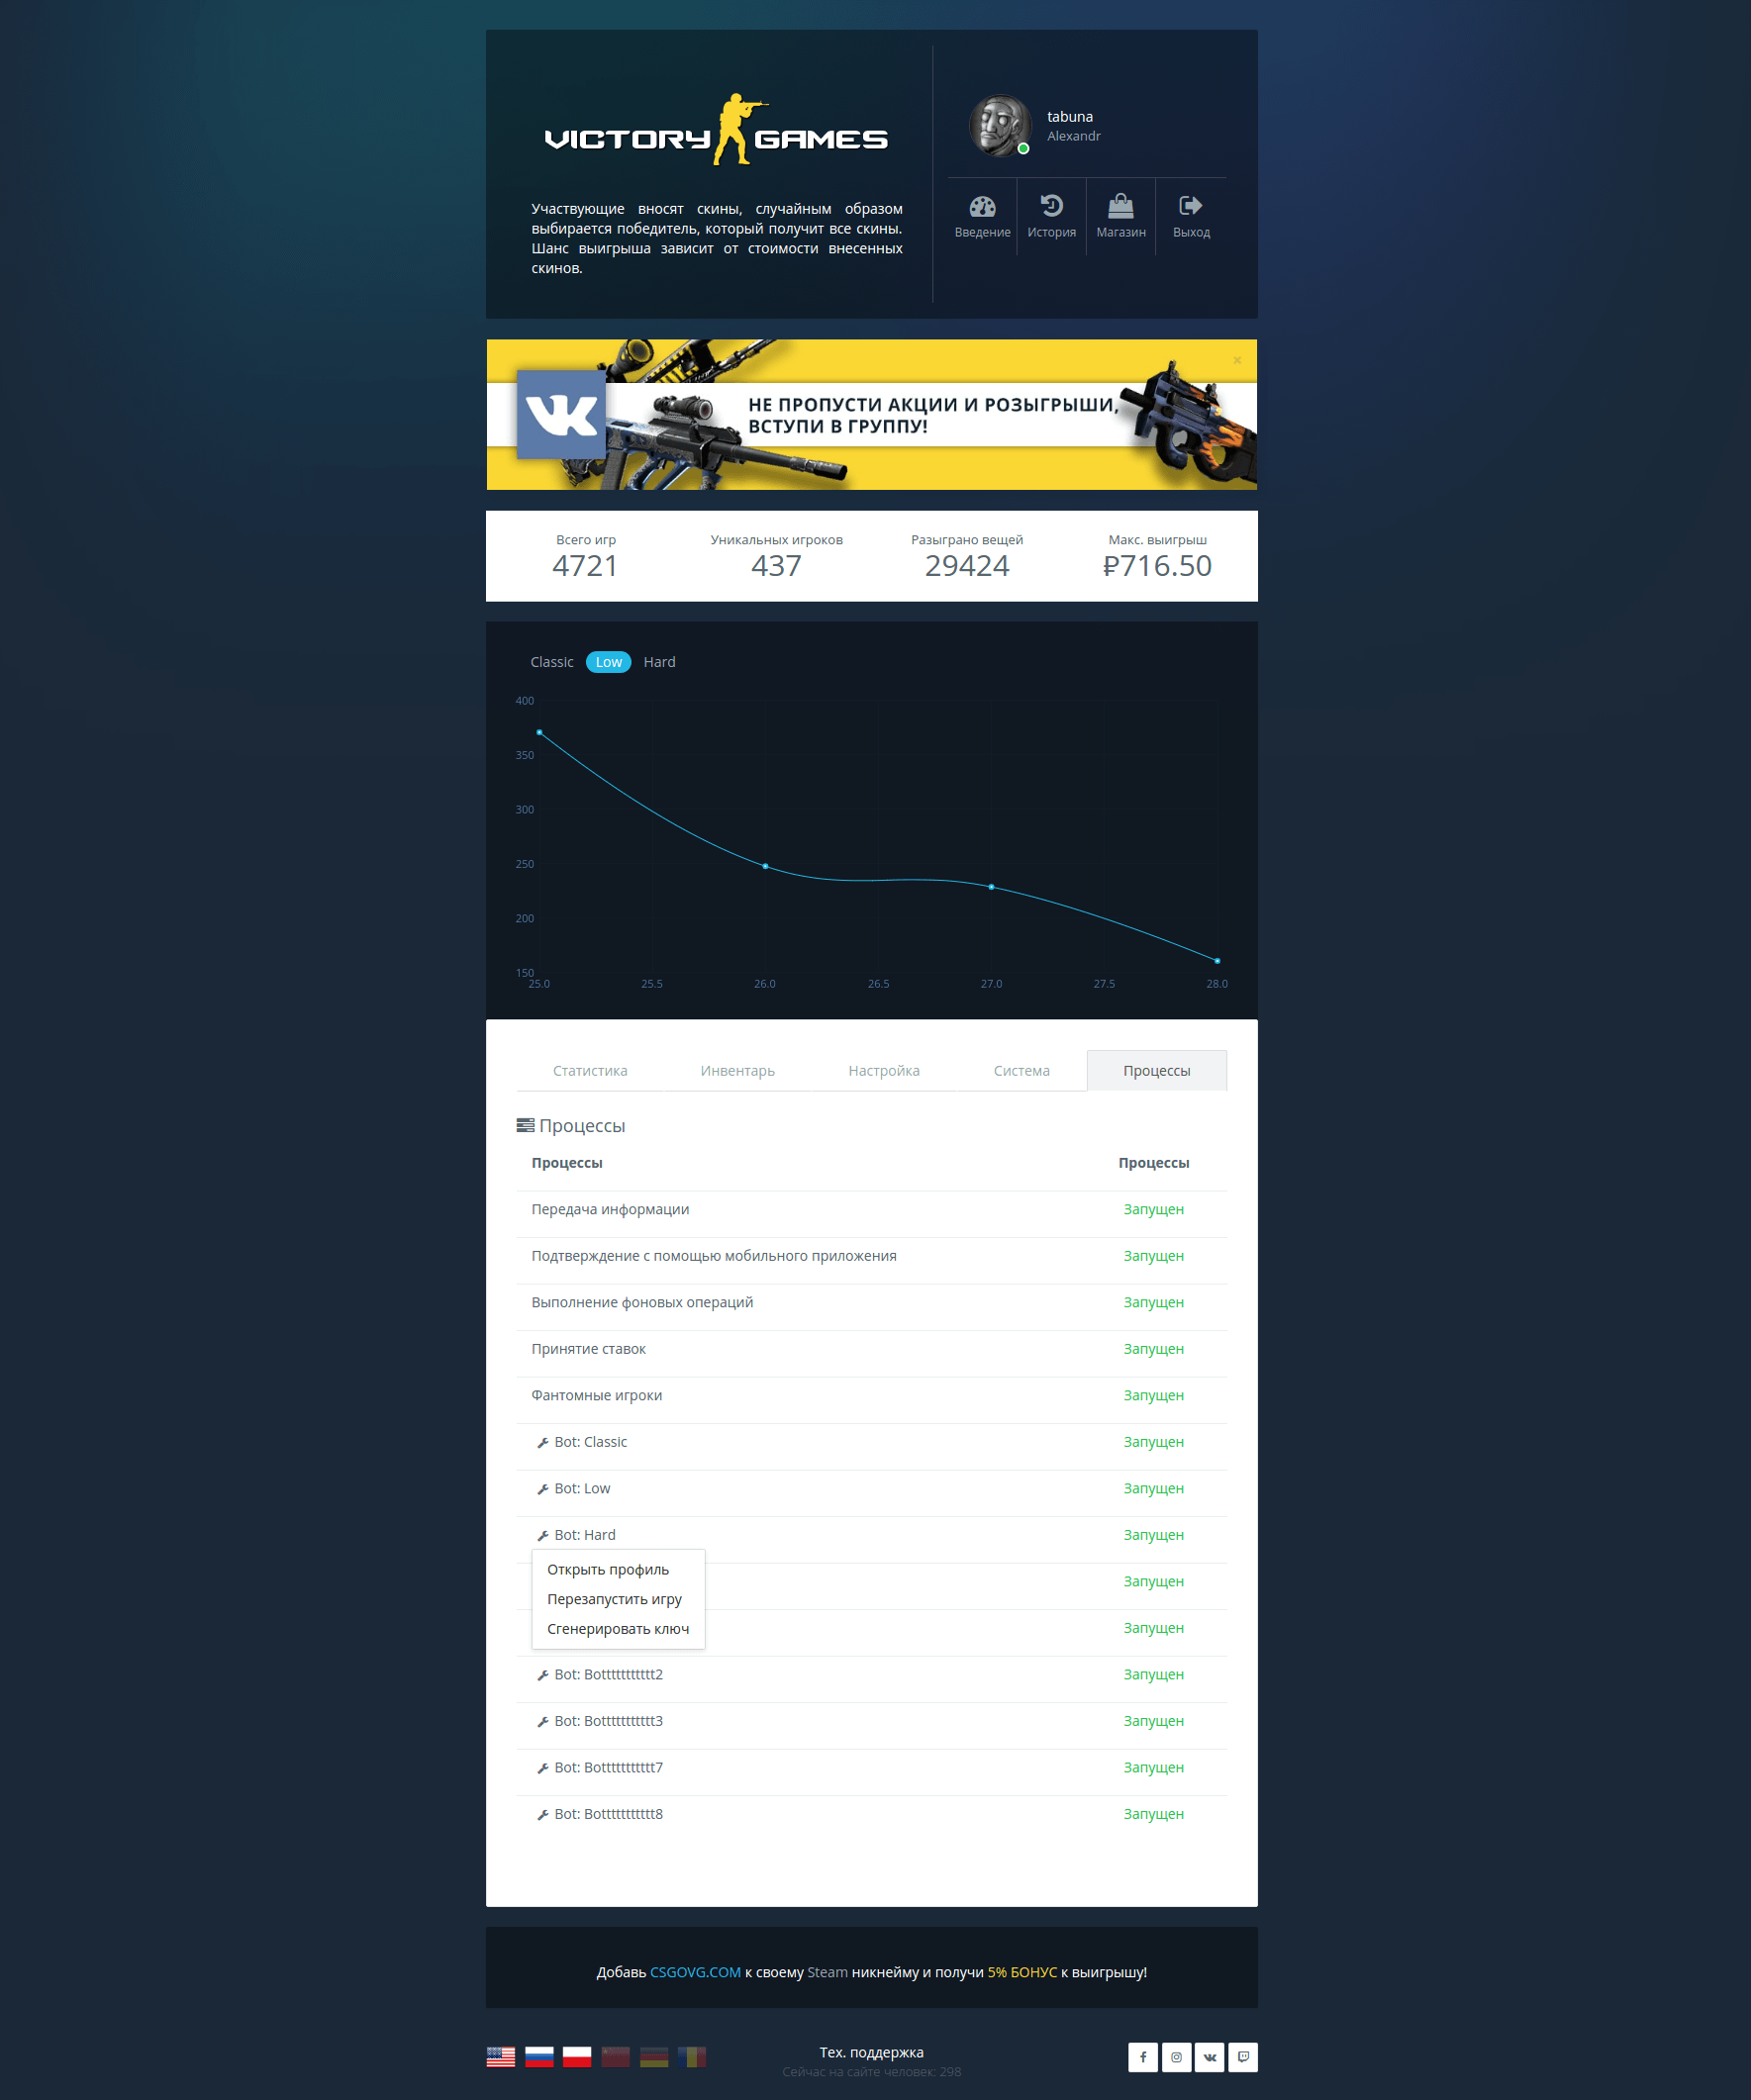 VICTORY GAMES
Участвующие вносят скины, случайным образом
выбирается победитель, который получит все скины.
Шанс выигрыша зависит от стоимости внесенных
скинов.
tabuna
Alexandr
Введение История Магазин Выход
×
НЕ ПРОПУСТИ АКЦИИ И РОЗЫГРЫШИ,
ВСТУПИ В ГРУППУ!
Всего игр Уникальных игроков Разыграно вещей Макс. выигрыш
4721 437 29424 ₽716.50
Classic Low Hard
400
350
300
250
200
150
25.0 25.5 26.0 26.5 27.0 27.5 28.0
Статистика Инвентарь Настройка Система Процессы
Процессы
Процессы Процессы
Передача информации Запущен
Подтверждение с помощью мобильного приложения Запущен
Выполнение фоновых операций Запущен
Принятие ставок Запущен
Фантомные игроки Запущен
Bot: Classic Запущен
Bot: Low Запущен
Bot: Hard Запущен
Открыть профиль
Запущен
Перезапустить игру
Сгенерировать ключ Запущен
Bot: Bottttttttttt2 Запущен
Bot: Bottttttttttt3 Запущен
Bot: Bottttttttttt7 Запущен
Bot: Bottttttttttt8 Запущен
Добавь CSGOVG.COM к своему Steam никнейму и получи 5% БОНУС к выигрышу!
Тех. поддержка
Сейчас на сайте человек: 298